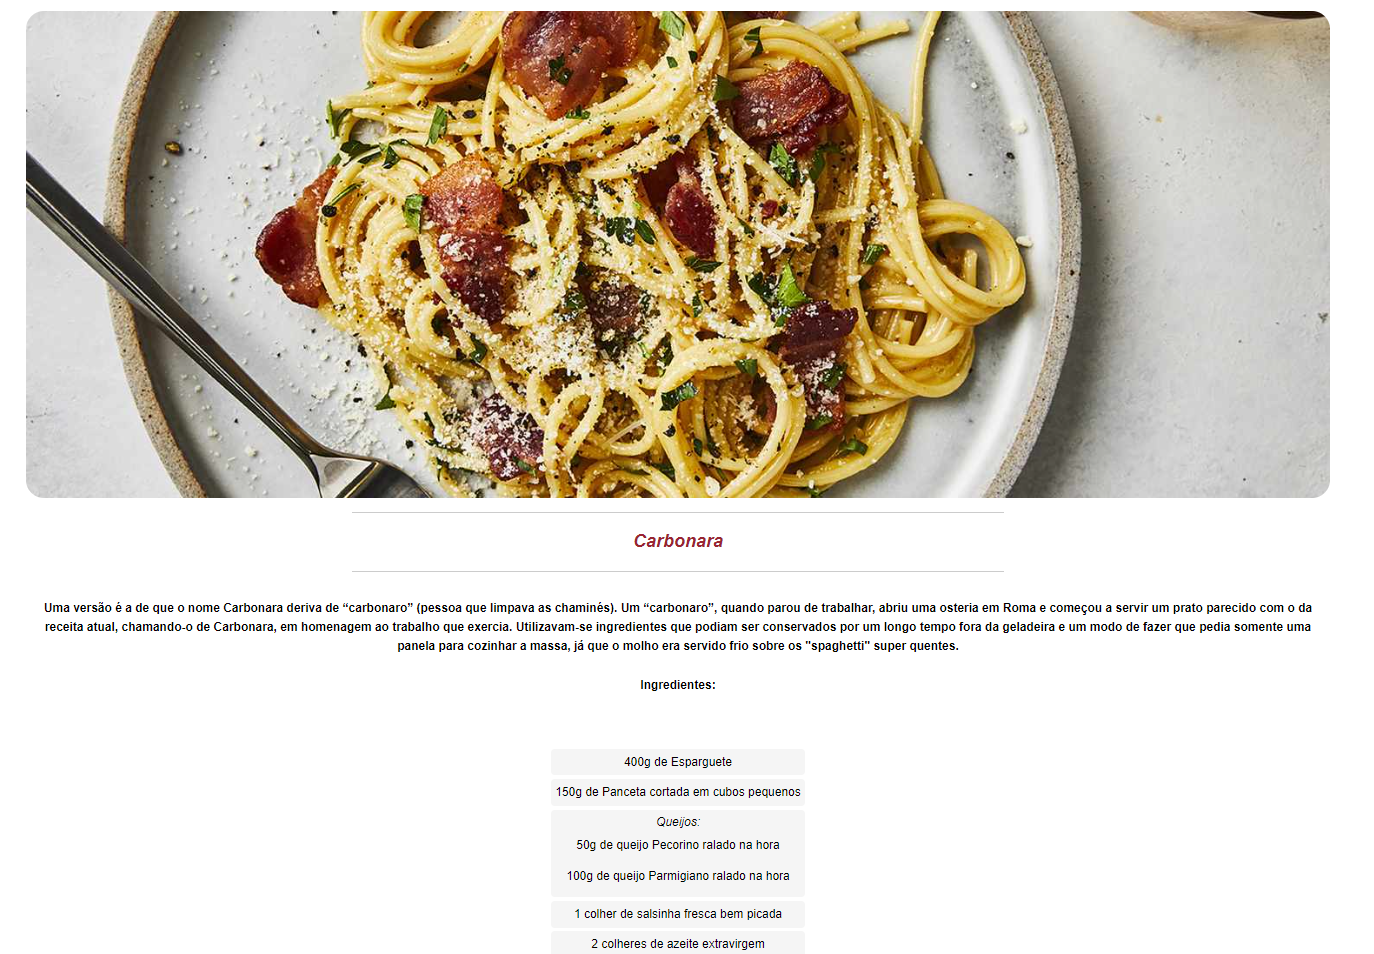 Carbonara
Uma versão é a de que o nome Carbonara deriva de “carbonaro” (pessoa que limpava as chaminés). Um “carbonaro”, quando parou de trabalhar, abriu uma osteria em Roma e começou a servir um prato parecido com o da
receita atual, chamando-o de Carbonara, em homenagem ao trabalho que exercia. Utilizavam-se ingredientes que podiam ser conservados por um longo tempo fora da geladeira e um modo de fazer que pedia somente uma
panela para cozinhar a massa, já que o molho era servido frio sobre os "spaghetti" super quentes.
Ingredientes:
400g de Esparguete
150g de Panceta cortada em cubos pequenos
Queijos:
50g de queijo Pecorino ralado na hora
100g de queijo Parmigiano ralado na hora
1 colher de salsinha fresca bem picada
2 colheres de azeite extravirgem